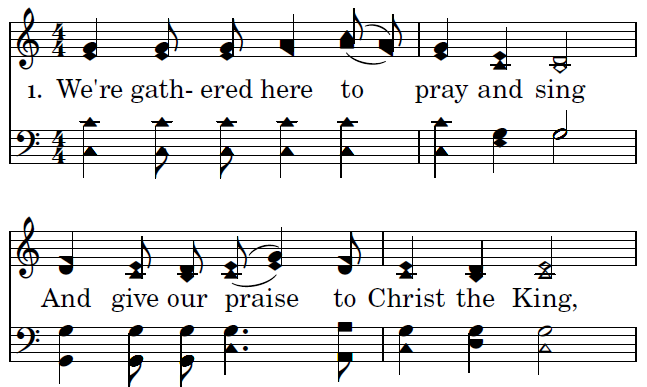 1. We're gath- ered here to pray and sing
And give our praise to Christ the King,